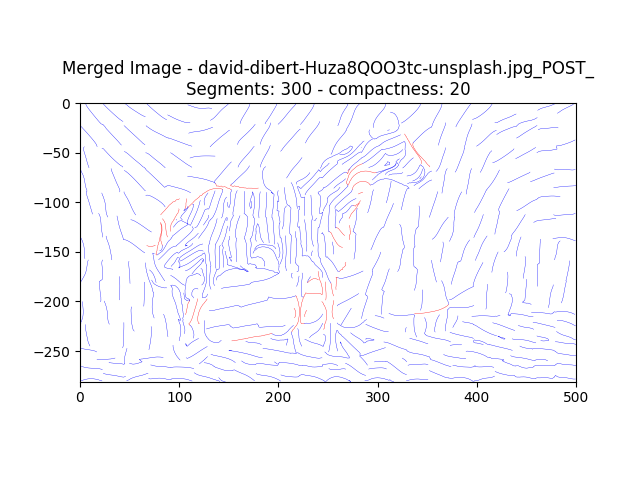 Merged Image - david-dibert-Huza8QOO3tc-unsplash.jpg_POST_
Segments: 300 - compactness: 20
0
−50
−100
−150
−200
−250
0 100 200 300 400 500